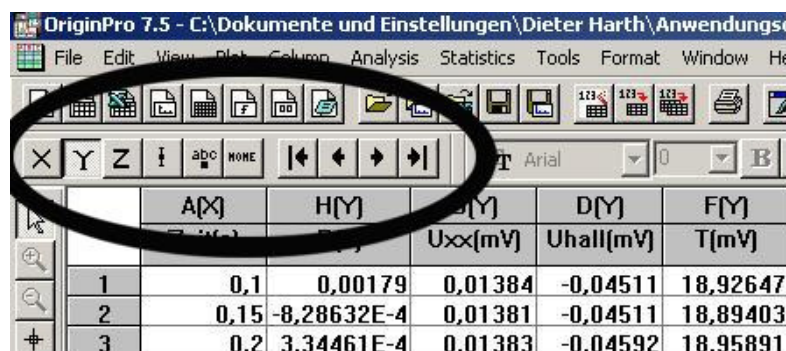 OriginPro 7.5 - C:\Dokumente und Einstellungen\Dieter Harth\Anwendungs
File Edit View Plot Column Analysis Statistics Tools Format Window He
X Y Z abc NONE Arial 0 B
A(X) H(Y) D(Y) F(Y)
Uxx(mV) Uhall(mV) T(mV)
1 0,1 0,00179 0,01384 -0,04511 18,92647
2 0,15 -8,28632E-4 0,01381 -0,04511 18,89403
3 0,2 3,34461E-4 0,01383 -0,04592 18,95891